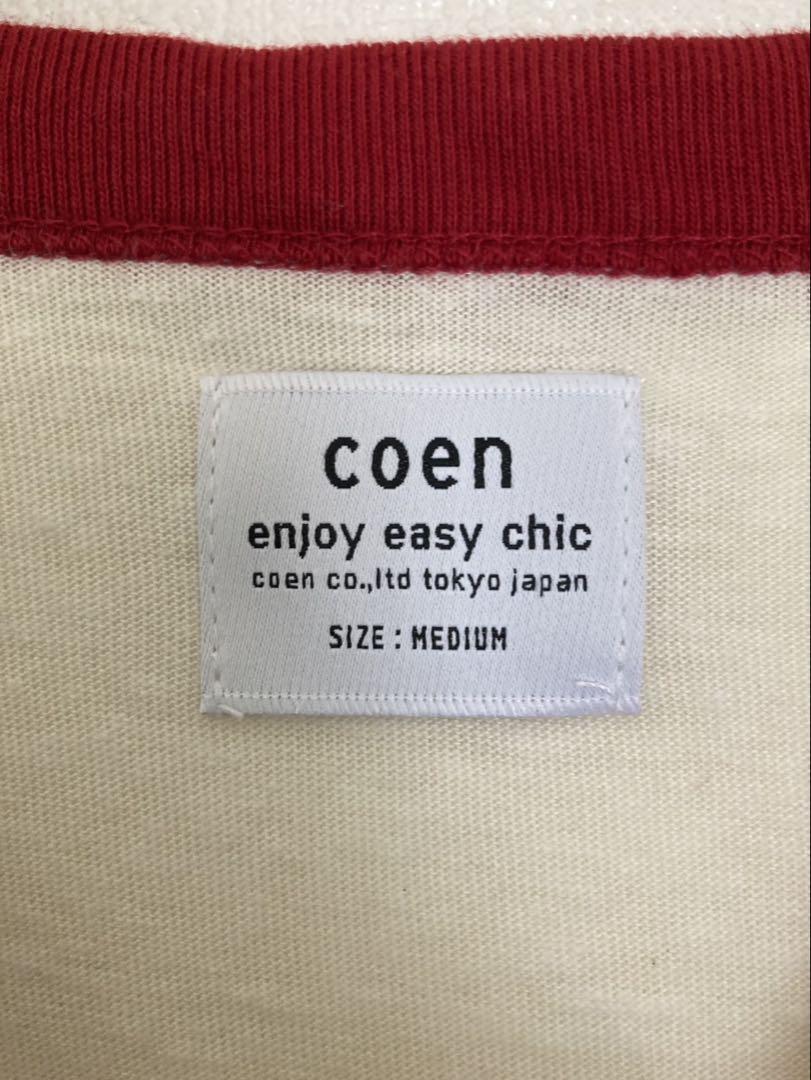 coen
enjoy easy chic
coen co.,ltd tokyo japan
SIZE : MEDIUM